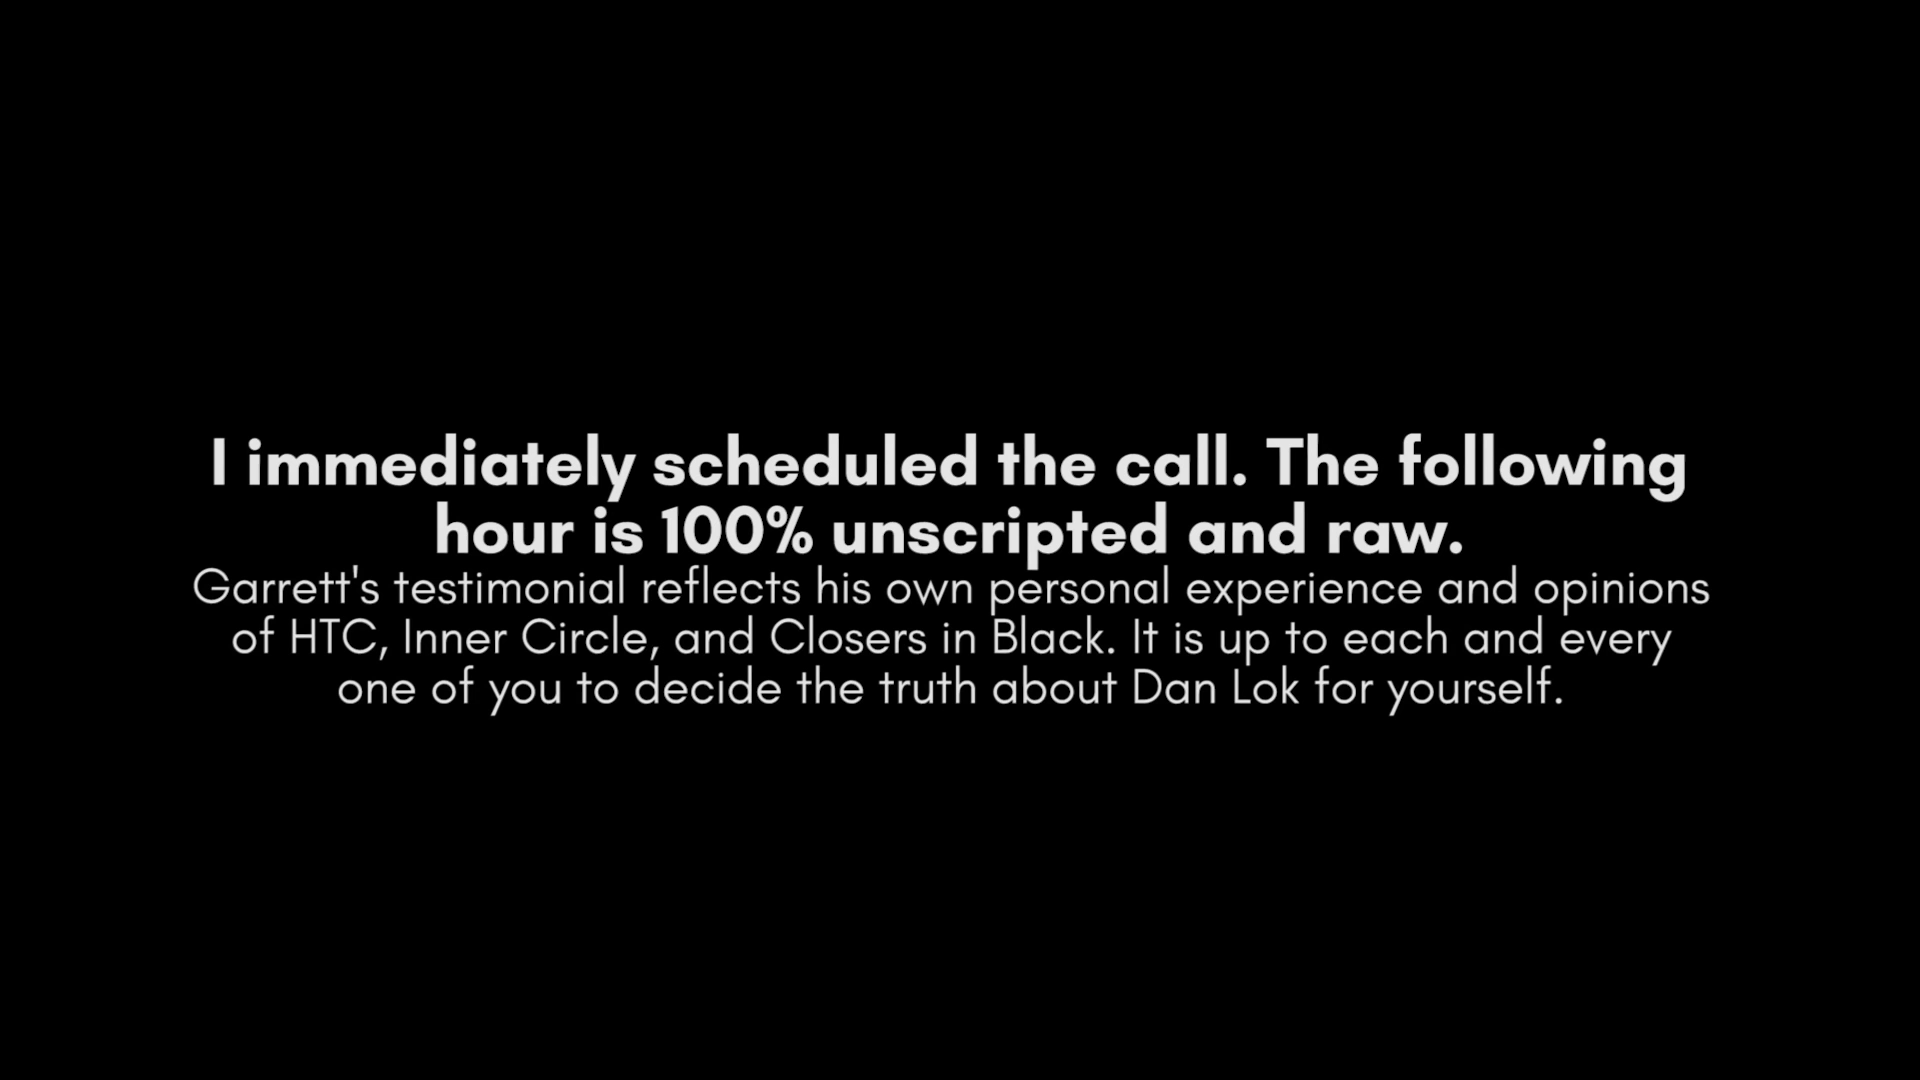 I immediately scheduled the call. The following
hour is 100% unscripted and raw.
Garrett's testimonial reflects his own personal experience and opinions
of HTC, Inner Circle, and Closers in Black. It is up to each and every
one of you to decide the truth about Dan Lok for yourself.